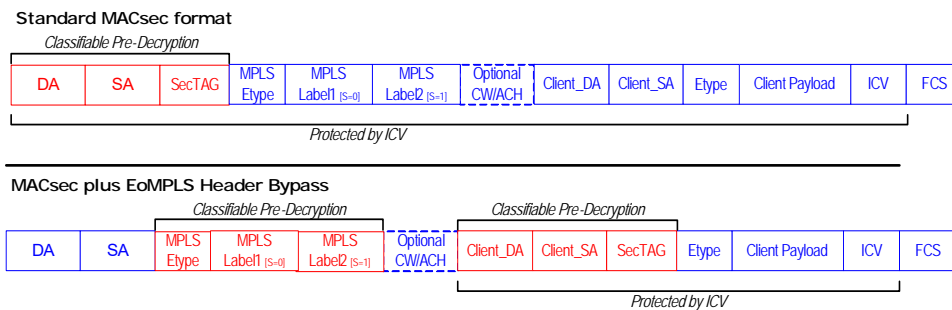 Standard MACsec format
Classifiable Pre-Decryption
DA SA SecTAG MPLS Etype MPLS Label1 [S=0] MPLS Label2 [S=1] Optional CW/ACH Client_DA Client_SA Etype Client Payload ICV FCS
Protected by ICV
MACsec plus EoMPLS Header Bypass
Classifiable Pre-Decryption Classifiable Pre-Decryption
DA SA MPLS Etype MPLS Label1 [S=0] MPLS Label2 [S=1] Optional CW/ACH Client_DA Client_SA SecTAG Etype Client Payload ICV FCS
Protected by ICV